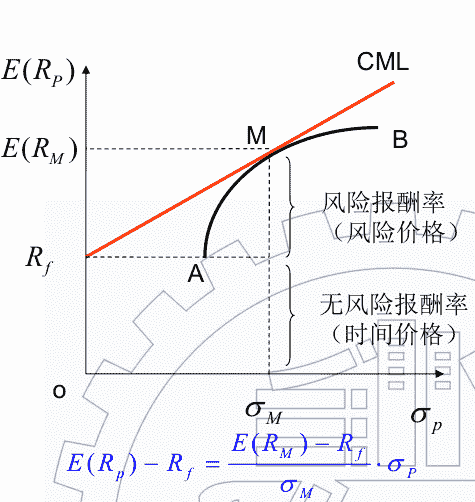 CML
E(R_P)
M
E(R_M)
B
风险报酬率
（风险价格）
R_f
A
无风险报酬率
（时间价格）
o
σ_M
σ_p
E(R_p) − R_f = \frac{E(R_M) − R_f}{σ_M} · σ_P